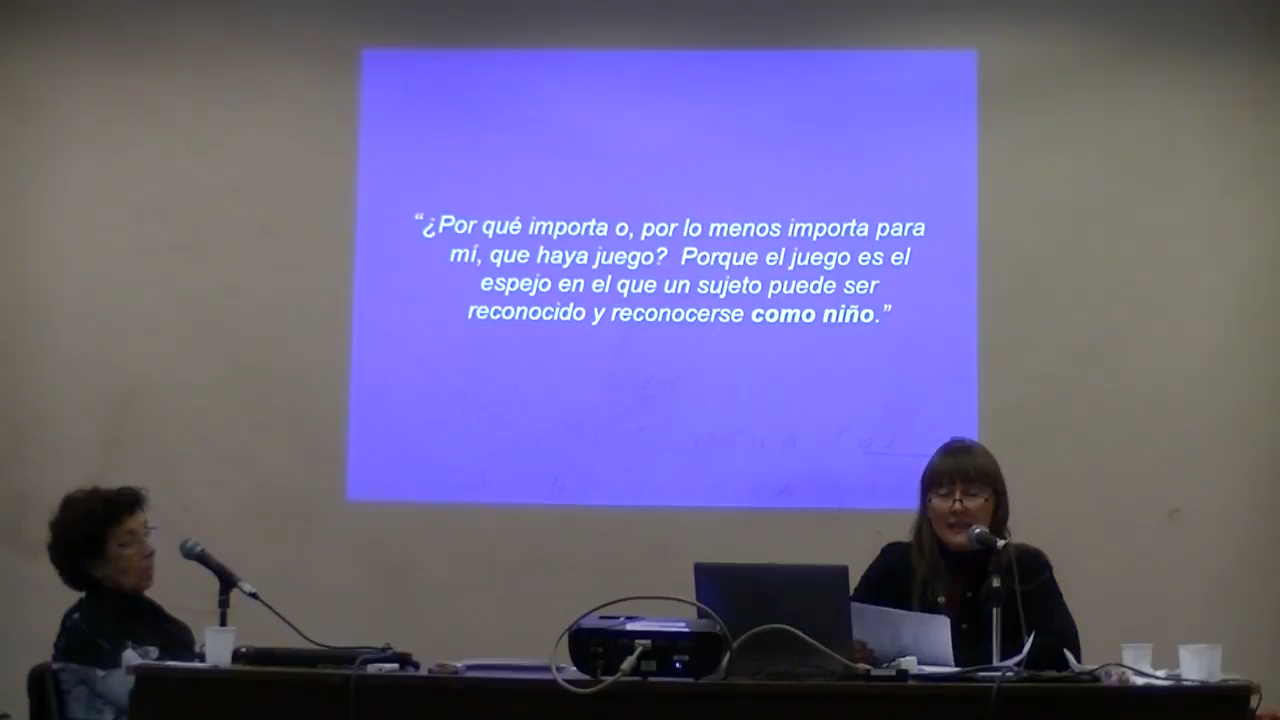 “¿Por qué importa o, por lo menos importa para
mí, que haya juego?  Porque el juego es el
espejo en el que un sujeto puede ser
reconocido y reconocerse como niño.”